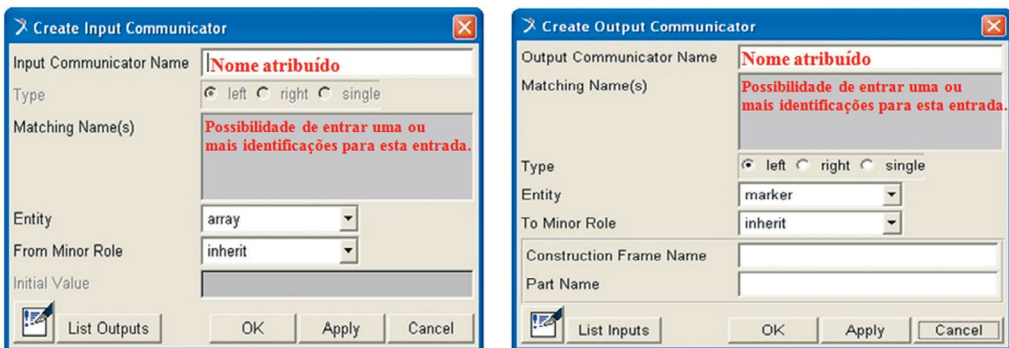 Create Input Communicator
Input Communicator Name
Nome atribuído
Type
left right single
Matching Name(s)
Possibilidade de entrar uma ou
mais identificações para esta entrada.
Entity
array
From Minor Role
inherit
Initial Value
List Outputs
OK
Apply
Cancel
Create Output Communicator
Output Communicator Name
Nome atribuído
Matching Name(s)
Possibilidade de entrar uma ou
mais identificações para esta entrada.
Type
left right single
Entity
marker
To Minor Role
inherit
Construction Frame Name
Part Name
List Inputs
OK
Apply
Cancel